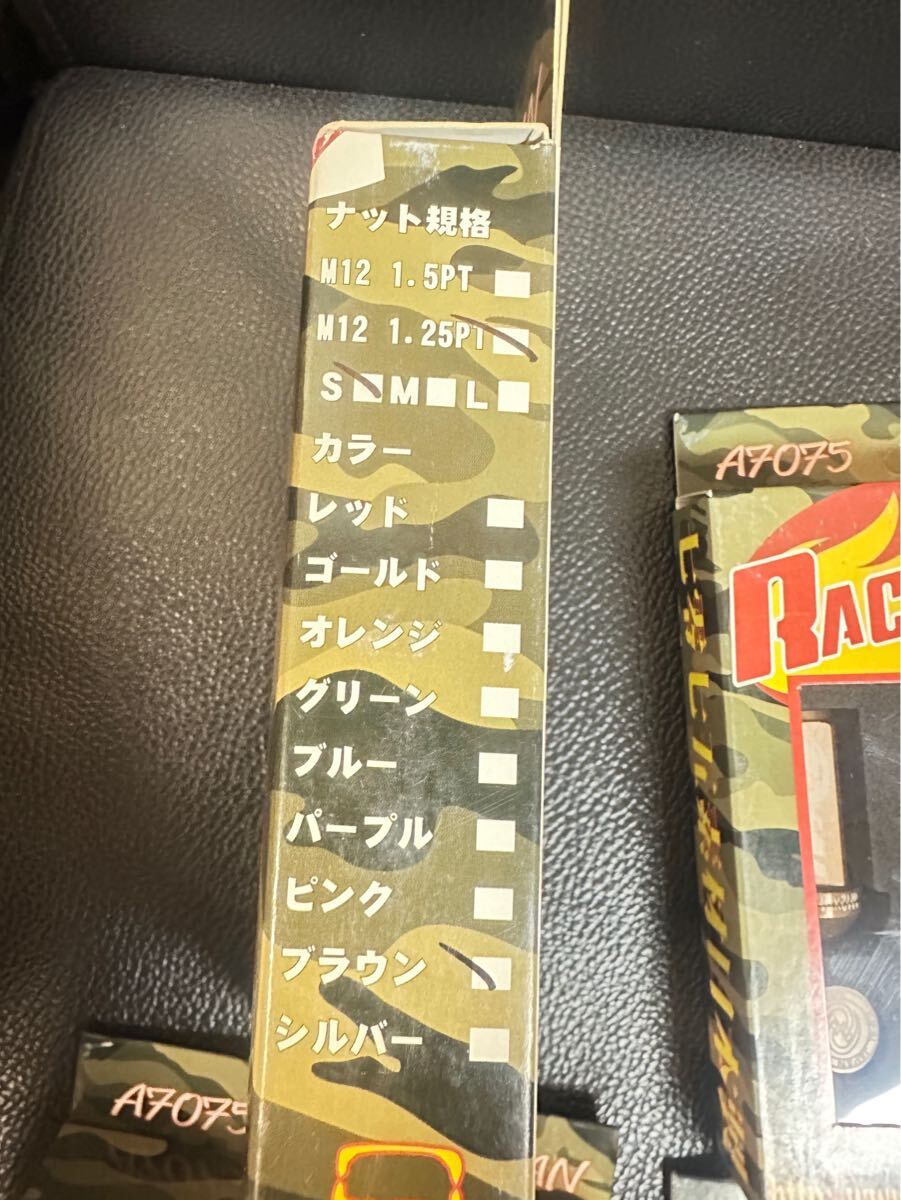 ナット規格
M12 1.5PT
M12 1.25PT
S M L
カラー
レッド
ゴールド
オレンジ
グリーン
ブルー
パープル
ピンク
ブラウン
シルバー
A7075
RAC
A7075
AN